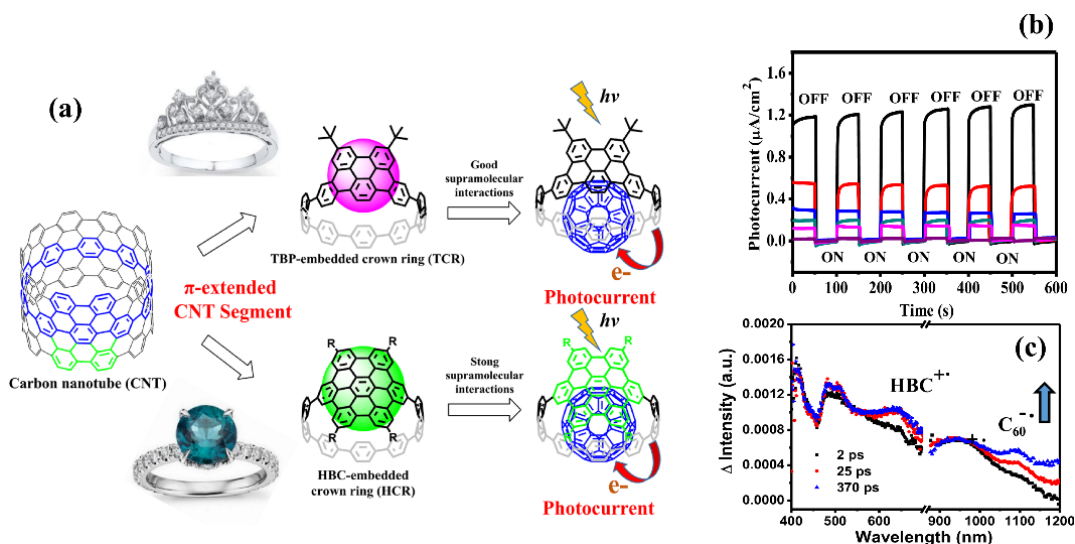 (a)
hν
Good
supramolecular
interactions
TBP-embedded crown ring (TCR)
e-
Photocurrent
π-extended
CNT Segment
Carbon nanotube (CNT)
hν
R
R
R
R
Stong
supramolecular
interactions
R
R
HBC-embedded
crown ring (HCR)
e-
Photocurrent
(b)
Photocurrent (μA/cm²)
1.6
1.2
0.8
0.4
0.0
OFF OFF OFF OFF OFF OFF
ON ON ON ON ON
0 100 200 300 400 500 600
Time (s)
(c)
Δ Intensity (a.u.)
0.0020
0.0016
0.0012
0.0008
0.0004
0.0000
HBC+·
C60-·
2 ps
25 ps
370 ps
400 500 600 900 1000 1100 1200
Wavelength (nm)